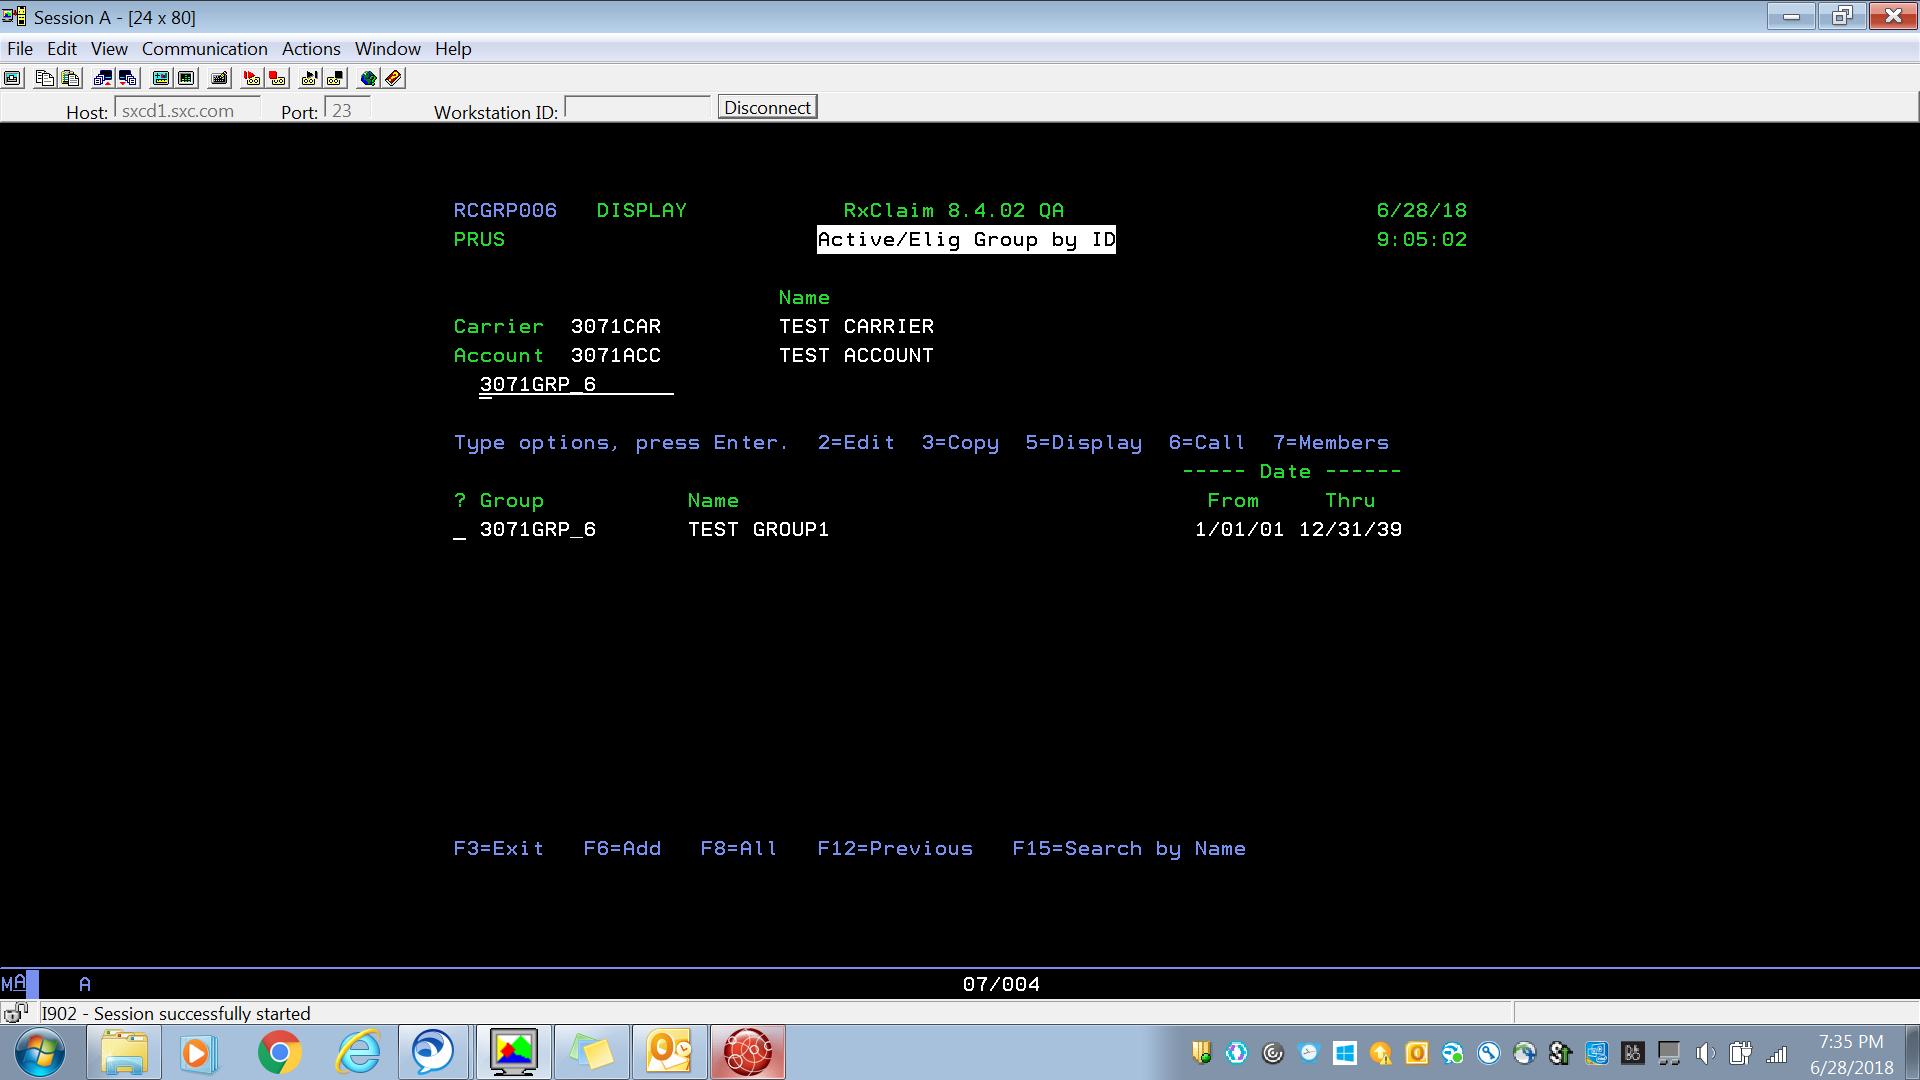 Session A - [24 x 80]
File Edit View Communication Actions Window Help
Host: sxcd1.sxc.com Port: 23 Workstation ID: Disconnect
RCGRP006 DISPLAY RxClaim 8.4.02 QA 6/28/18
PRUS Active/Elig Group by ID 9:05:02
Name
Carrier 3071CAR TEST CARRIER
Account 3071ACC TEST ACCOUNT
3071GRP_6
Type options, press Enter. 2=Edit 3=Copy 5=Display 6=Call 7=Members
----- Date ------
? Group Name From Thru
_ 3071GRP_6 TEST GROUP1 1/01/01 12/31/39
F3=Exit F6=Add F8=All F12=Previous F15=Search by Name
MA A 07/004
I902 - Session successfully started
7:35 PM
6/28/2018